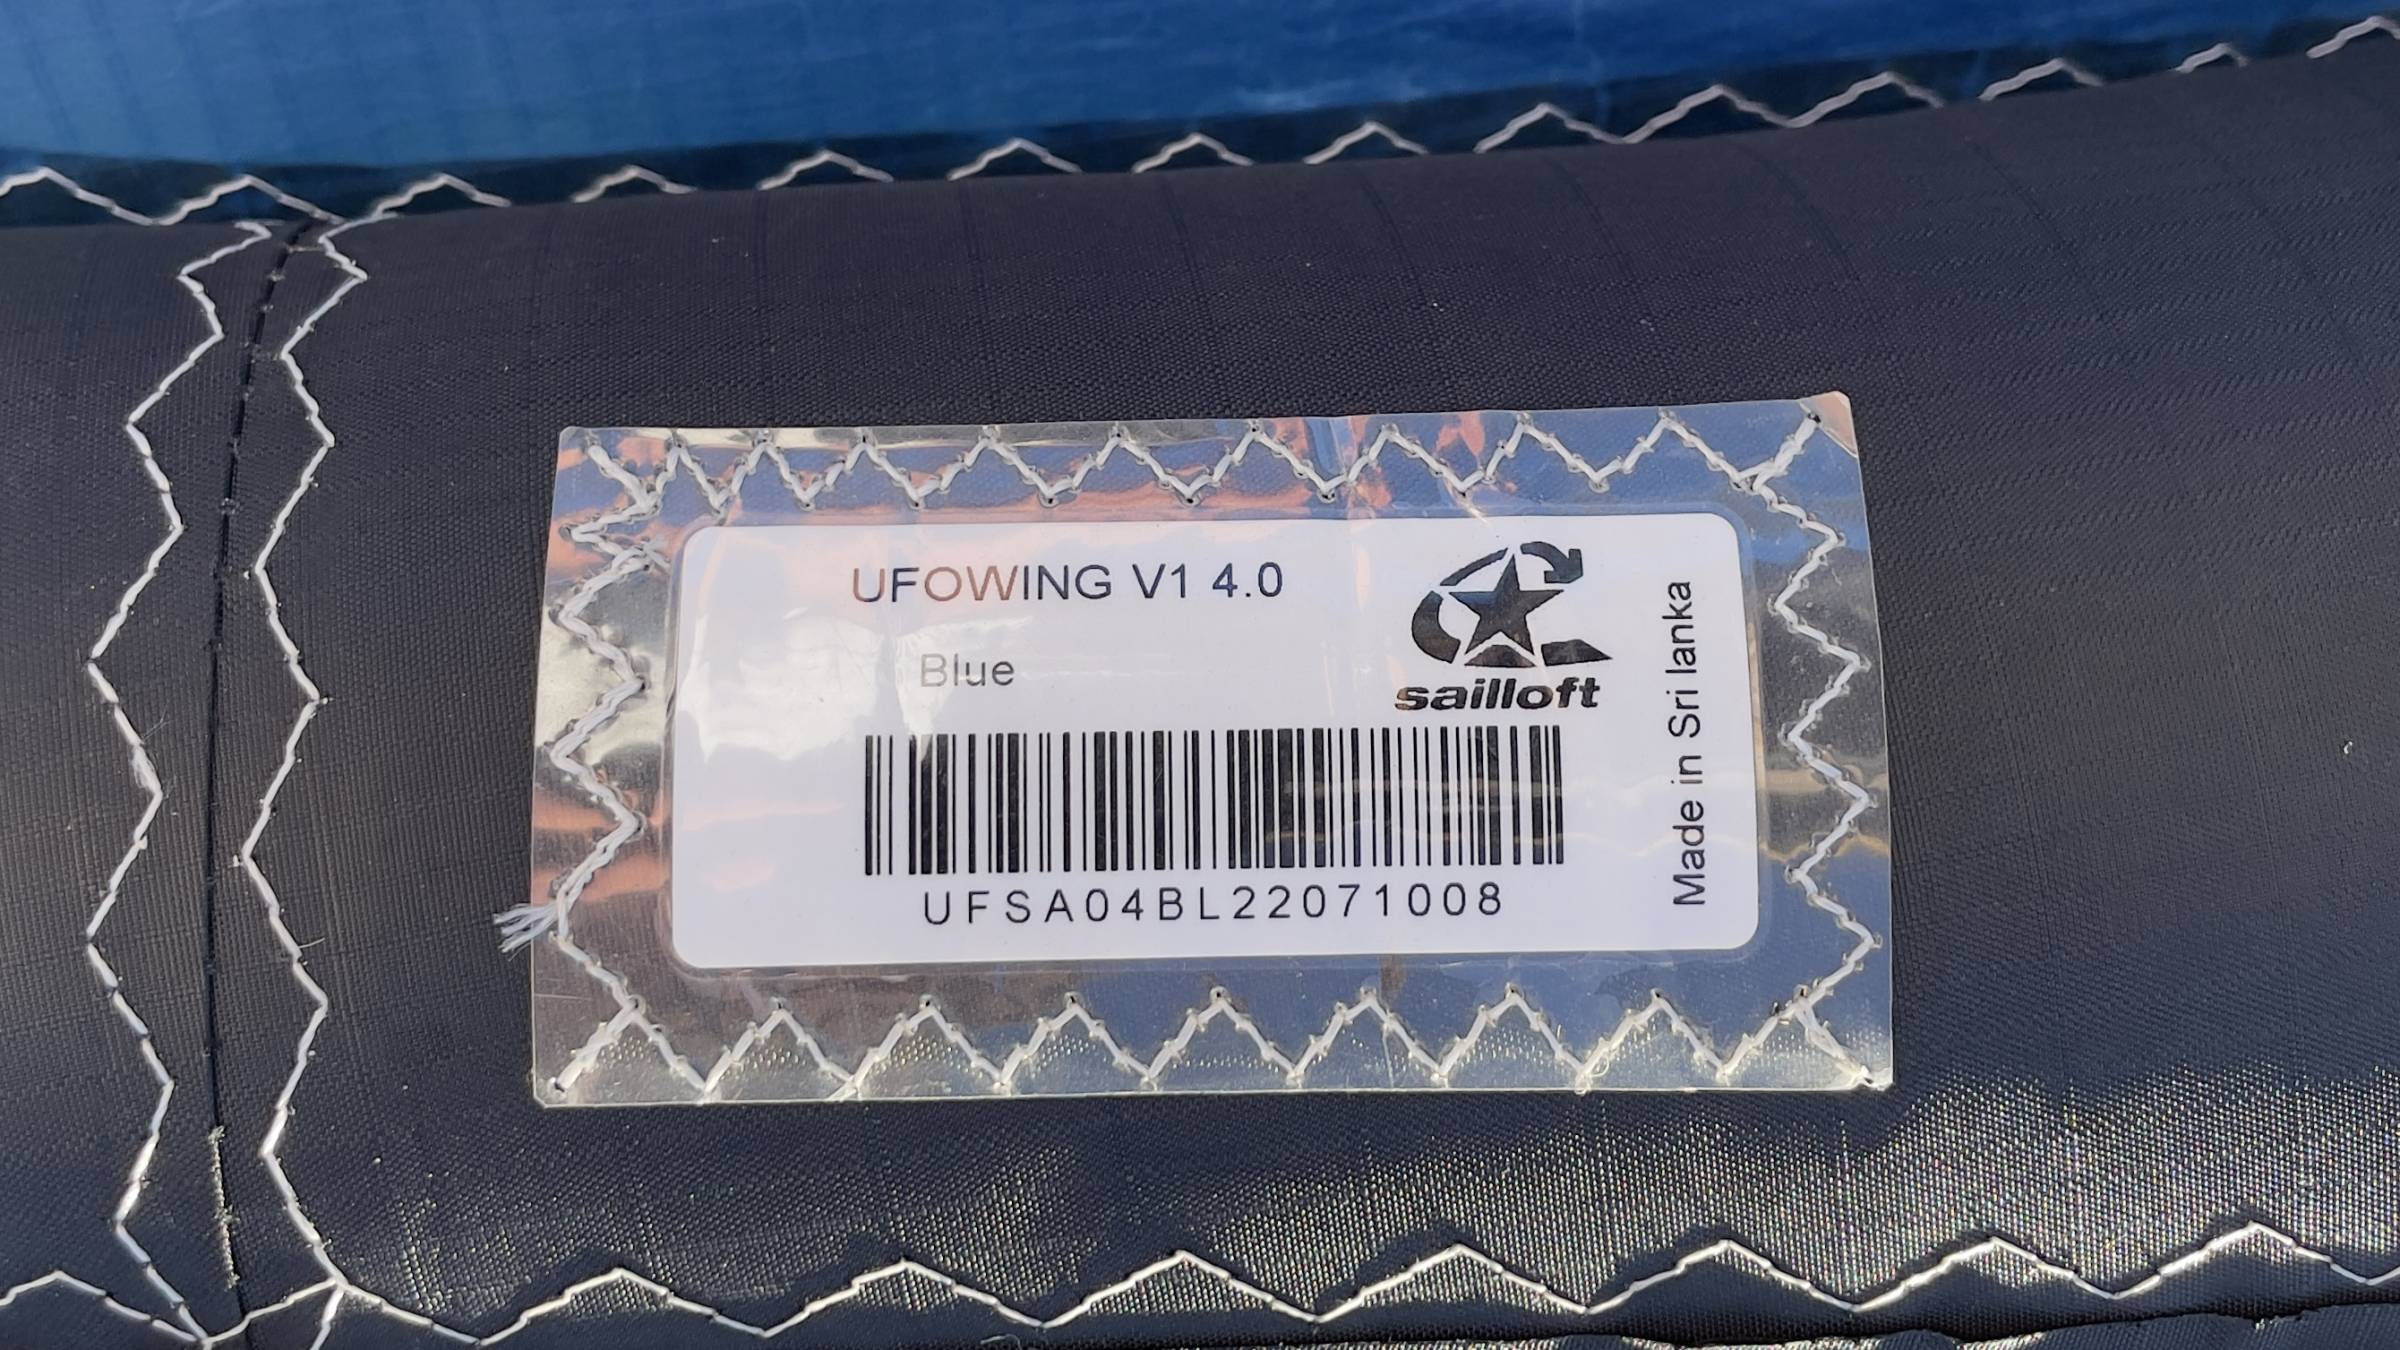 UFOWING V1 4.0
Blue
sailloft
UFSA04BL22071008
Made in Sri lanka